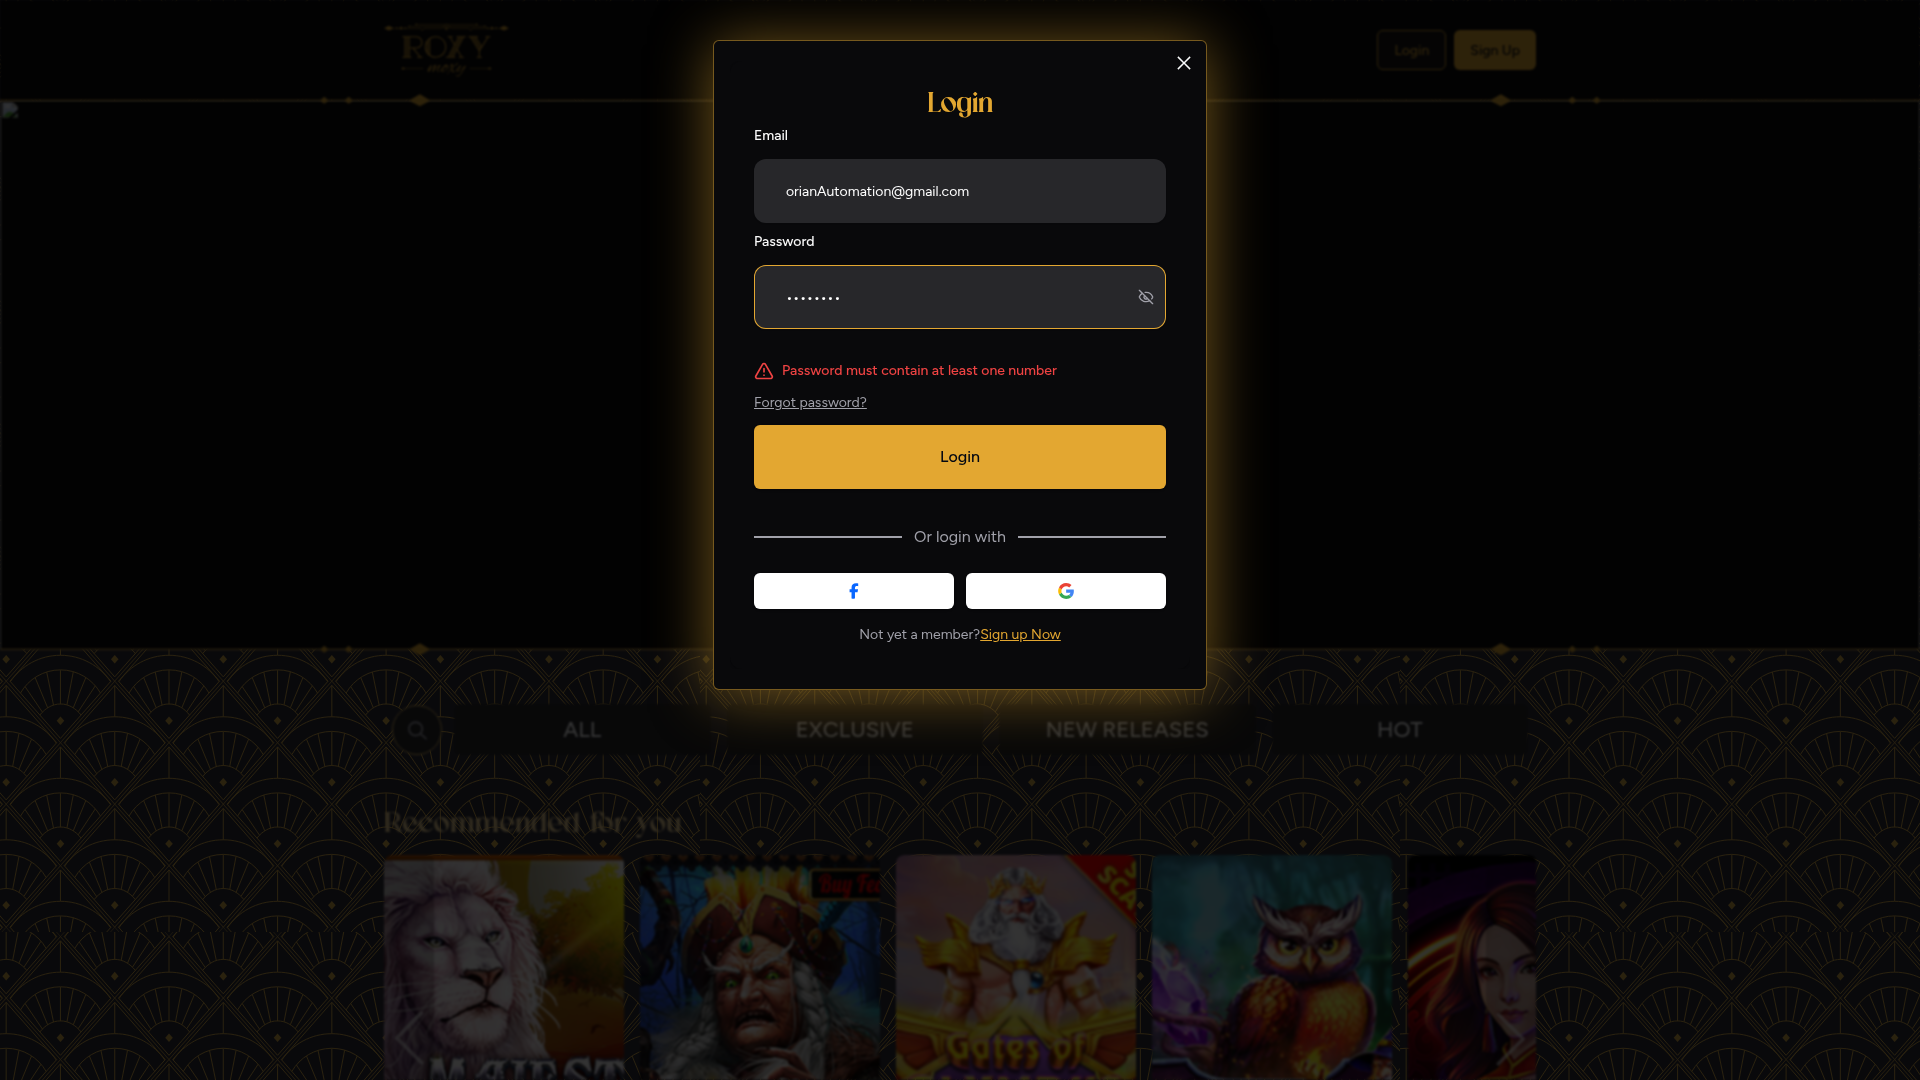 ROXY
moxy
Login
Sign Up
Login
Email
orianAutomation@gmail.com
Password
••••••••
Password must contain at least one number
Forgot password?
Login
Or login with
Not yet a member?Sign up Now
ALL
EXCLUSIVE
NEW RELEASES
HOT
Recommended for you
Buy
Gates of